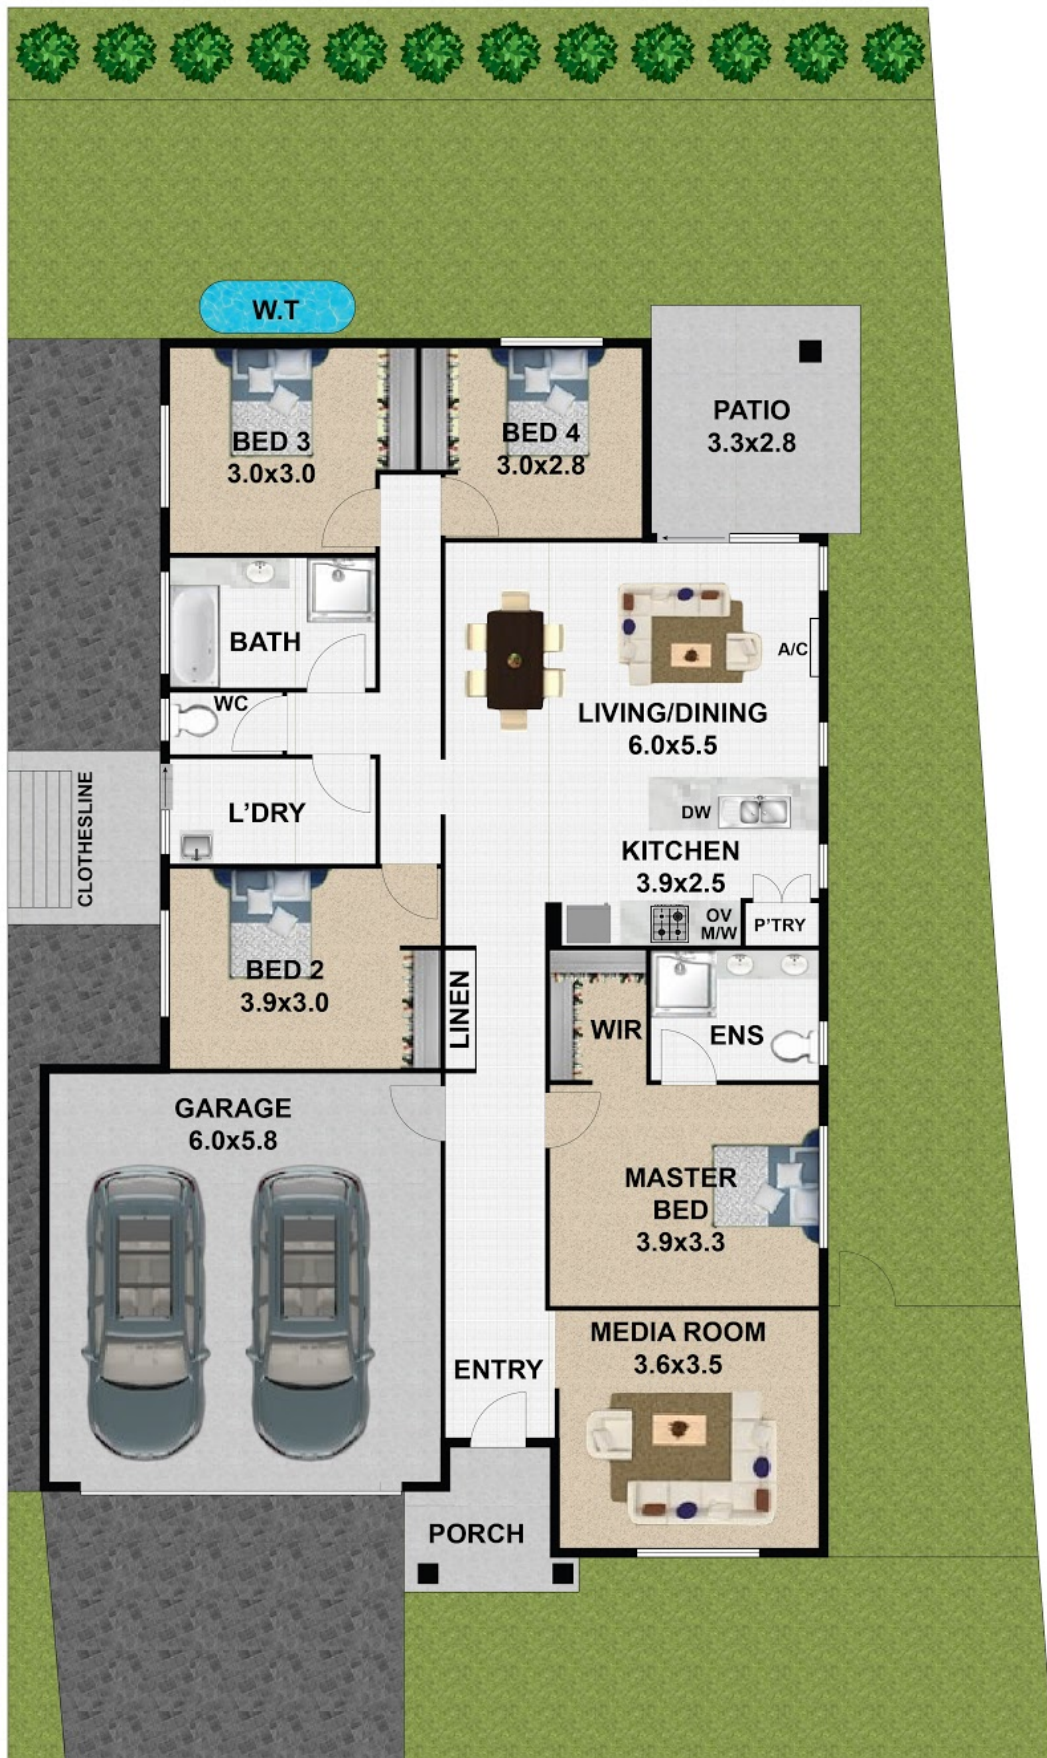 W.T
BED 3
3.0x3.0
BED 4
3.0x2.8
PATIO
3.3x2.8
BATH
A/C
WC
LIVING/DINING
6.0x5.5
L'DRY
DW
CLOTHESLINE
KITCHEN
3.9x2.5
OV
M/W
P'TRY
BED 2
3.9x3.0
LINEN
WIR
ENS
GARAGE
6.0x5.8
MASTER
BED
3.9x3.3
MEDIA ROOM
3.6x3.5
ENTRY
PORCH